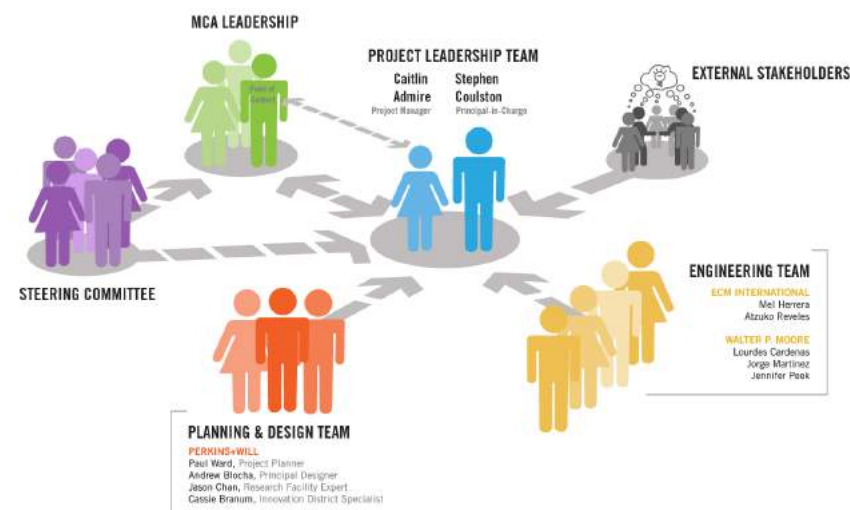 MCA LEADERSHIP
Point of
Contact
PROJECT LEADERSHIP TEAM
Caitlin
Admire
Project Manager
Stephen
Coulston
Principal-in-Charge
EXTERNAL STAKEHOLDERS
STEERING COMMITTEE
ENGINEERING TEAM
ECM INTERNATIONAL
Mel Herrera
Atzuko Reveles
WALTER P. MOORE
Lourdes Cardenas
Jorge Martinez
Jennifer Peek
PLANNING & DESIGN TEAM
PERKINS+WILL
Paul Ward, Project Planner
Andrew Blocha, Principal Designer
Jason Chan, Research Facility Expert
Cassie Branum, Innovation District Specialist